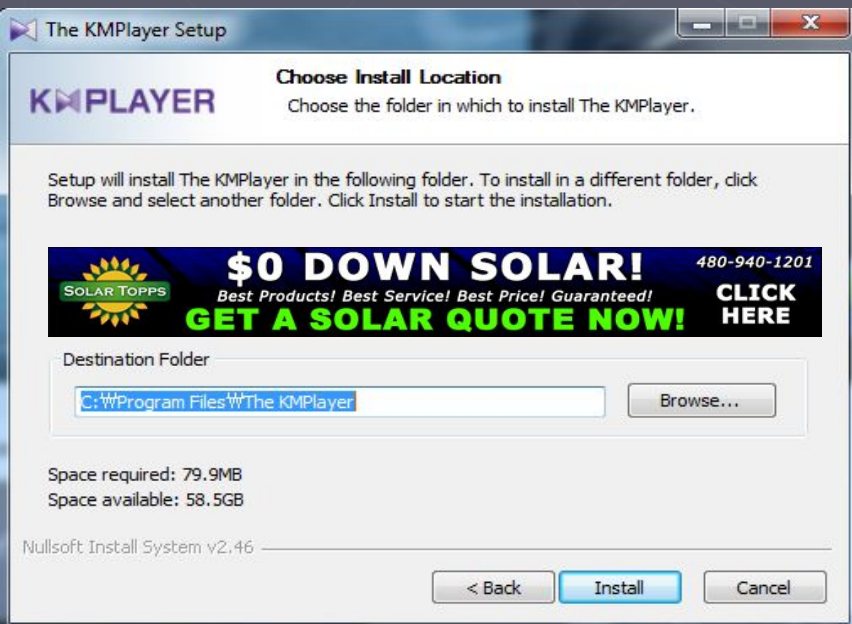 The KMPlayer Setup
KMPLAYER
Choose Install Location
Choose the folder in which to install The KMPlayer.
Setup will install The KMPlayer in the following folder. To install in a different folder, click
Browse and select another folder. Click Install to start the installation.
SOLAR TOPPS
$0 DOWN SOLAR!
Best Products! Best Service! Best Price! Guaranteed!
GET A SOLAR QUOTE NOW!
480-940-1201
CLICK
HERE
Destination Folder
C:₩Program Files₩The KMPlayer
Browse...
Space required: 79.9MB
Space available: 58.5GB
Nullsoft Install System v2.46
< Back
Install
Cancel